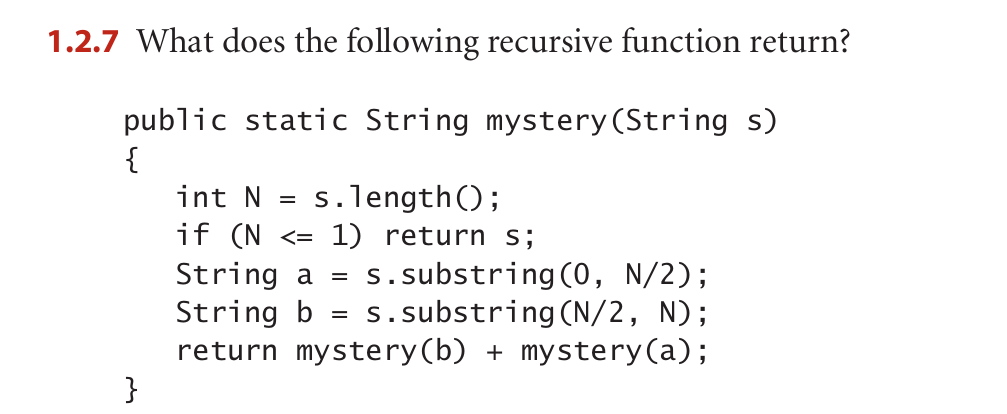 1.2.7 What does the following recursive function return?
public static String mystery(String s)
{
int N = s.length();
if (N <= 1) return s;
String a = s.substring(0, N/2);
String b = s.substring(N/2, N);
return mystery(b) + mystery(a);
}